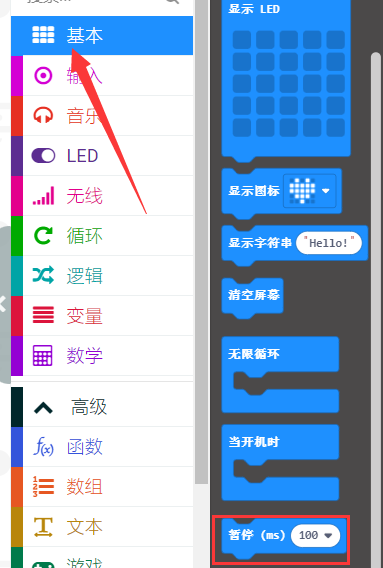 搜索...
基本
输入
音乐
LED
无线
循环
逻辑
变量
数学
高级
f(x) 函数
数组
文本
游戏
显示 LED
显示图标
显示字符串 "Hello!"
清空屏幕
无限循环
当开机时
暂停 (ms) 100